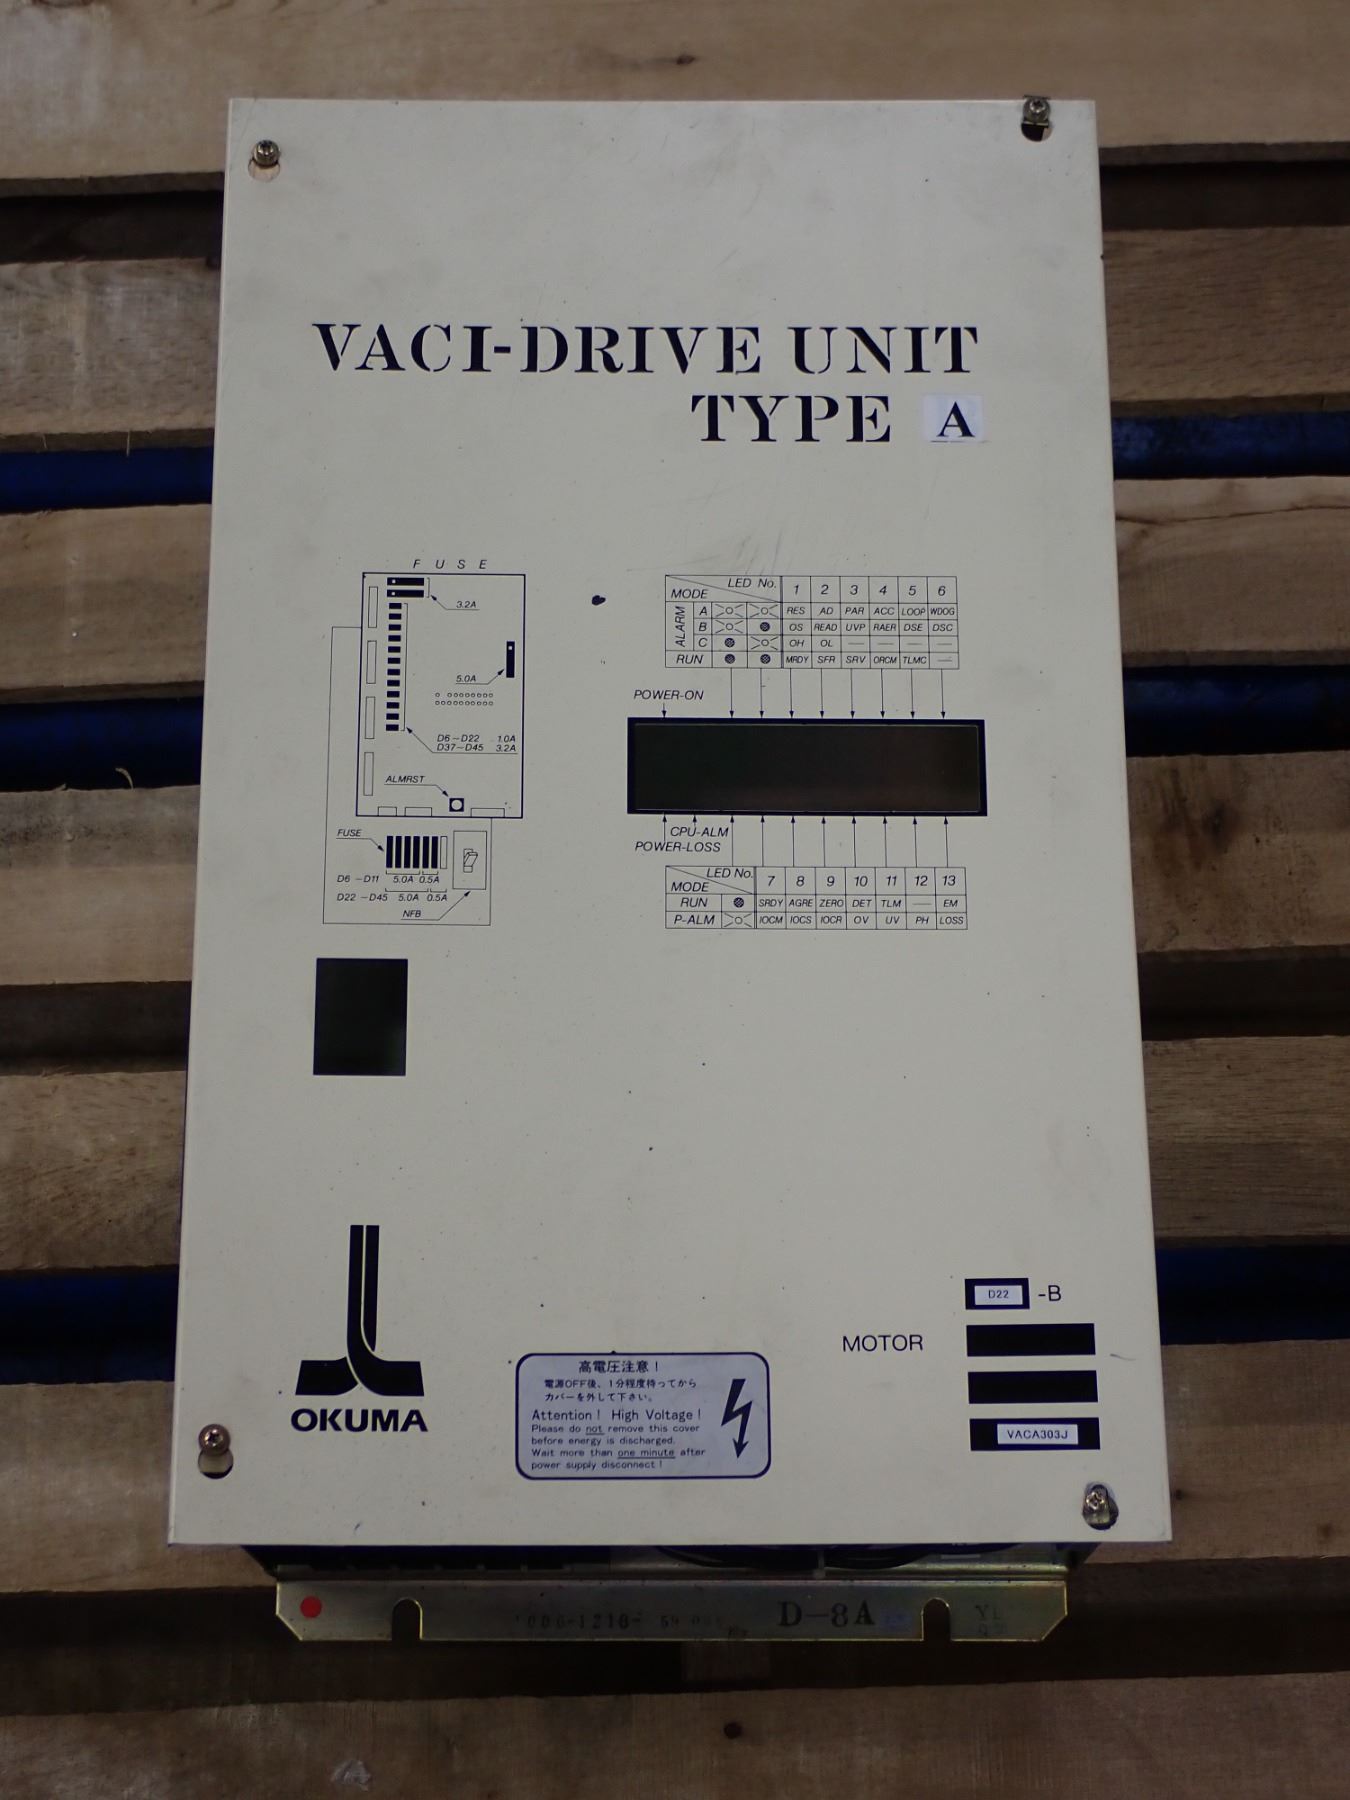 VACI-DRIVE UNIT
TYPE A
FUSE
3.2A
5.0A
D6-D22 1.0A
D37-D45 3.2A
ALMRST
FUSE
D6 -D11 5.0A 0.5A
D22 -D45 5.0A 0.5A
NFB
MODE LED No. 1 2 3 4 5 6
ALARM
A RES AD PAR ACC LOOP WDOG
B OS READ UVP RAER DSE DSC
C OH OL — — — —
RUN MRDY SFR SRV ORCM TLMC —
POWER-ON
CPU-ALM
POWER-LOSS
MODE LED No. 7 8 9 10 11 12 13
RUN SRDY AGRE ZERO DET TLM — EM
P-ALM IOCM IOCS IOCR OV UV PH LOSS
D22 -B
MOTOR
VACA303J
OKUMA
高電圧注意!
電源OFF後、1分程度待ってから
カバーを外して下さい。
Attention! High Voltage!
Please do not remove this cover
before energy is discharged.
Wait more than one minute after
power supply disconnect!
D-8A